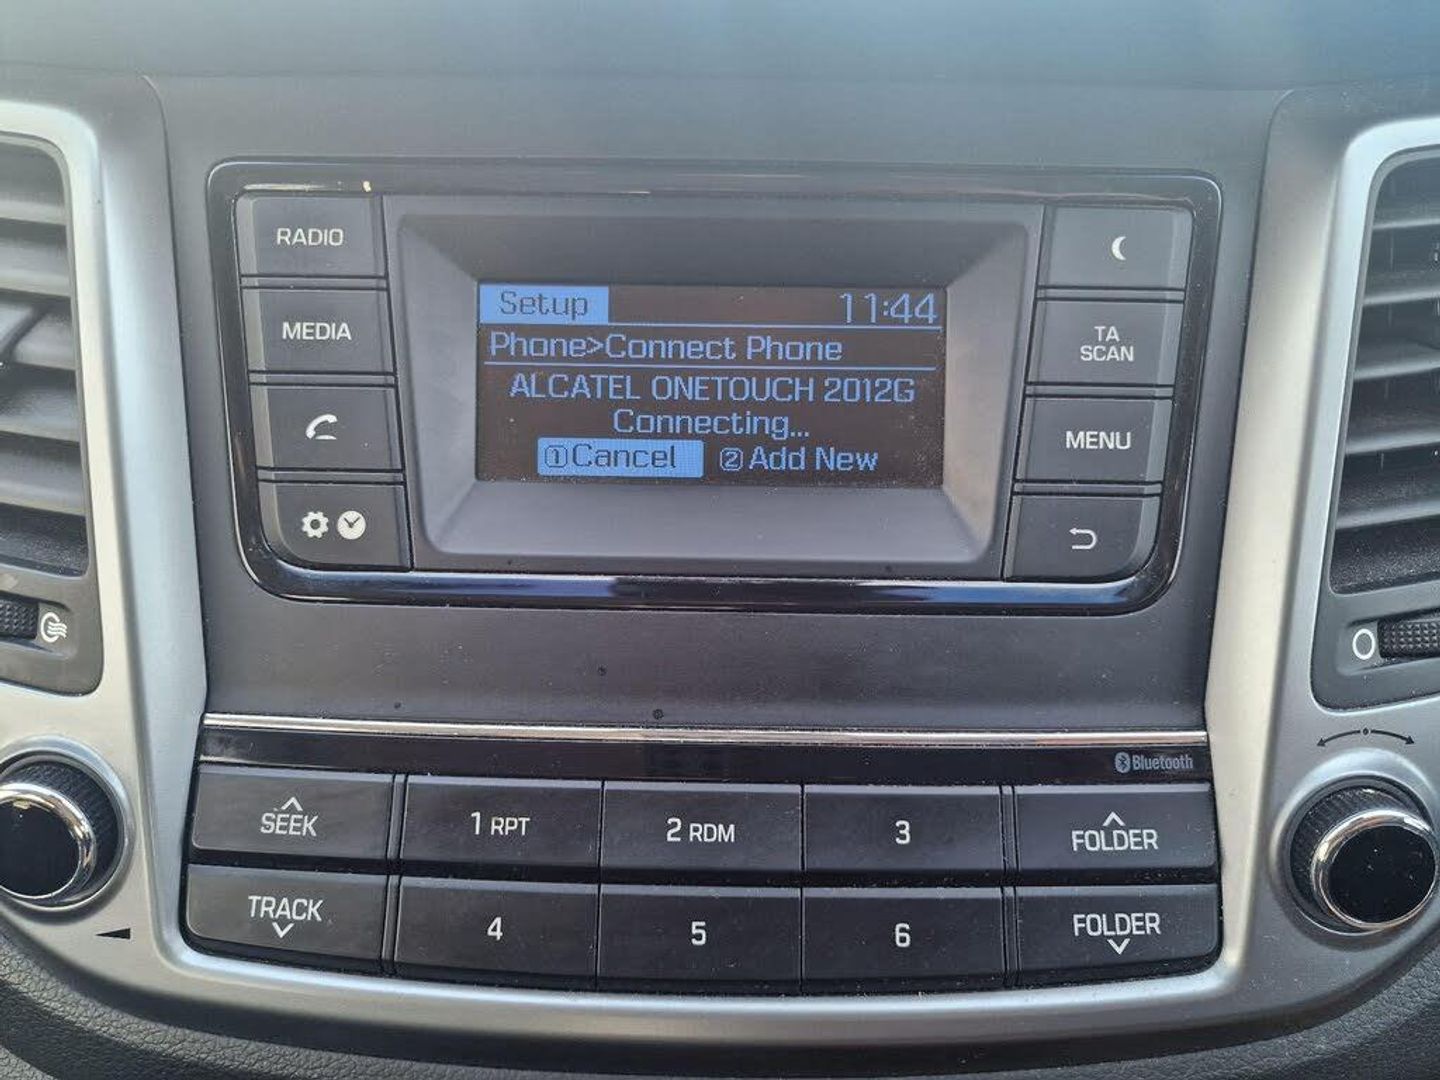 RADIO
MEDIA
Setup 11:44
Phone>Connect Phone
ALCATEL ONETOUCH 2012G
Connecting...
①Cancel ②Add New
TA
SCAN
MENU
Bluetooth
SEEK
1 RPT
2 RDM
3
FOLDER
TRACK
4
5
6
FOLDER